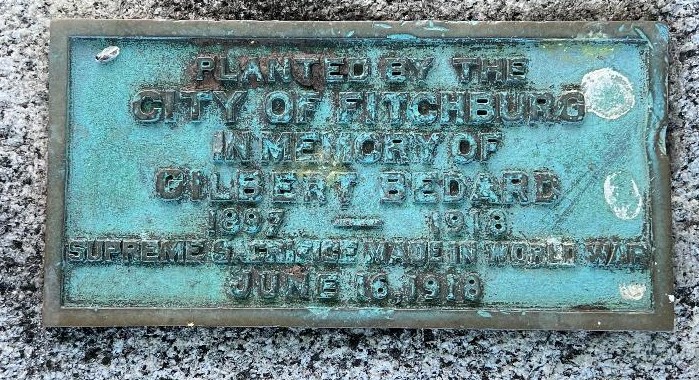 PLANTED BY THE
CITY OF FITCHBURG
IN MEMORY OF
GILBERT BEDARD
1897 — 1918
SUPREME SACRIFICE MADE IN WORLD WAR
JUNE 16, 1918